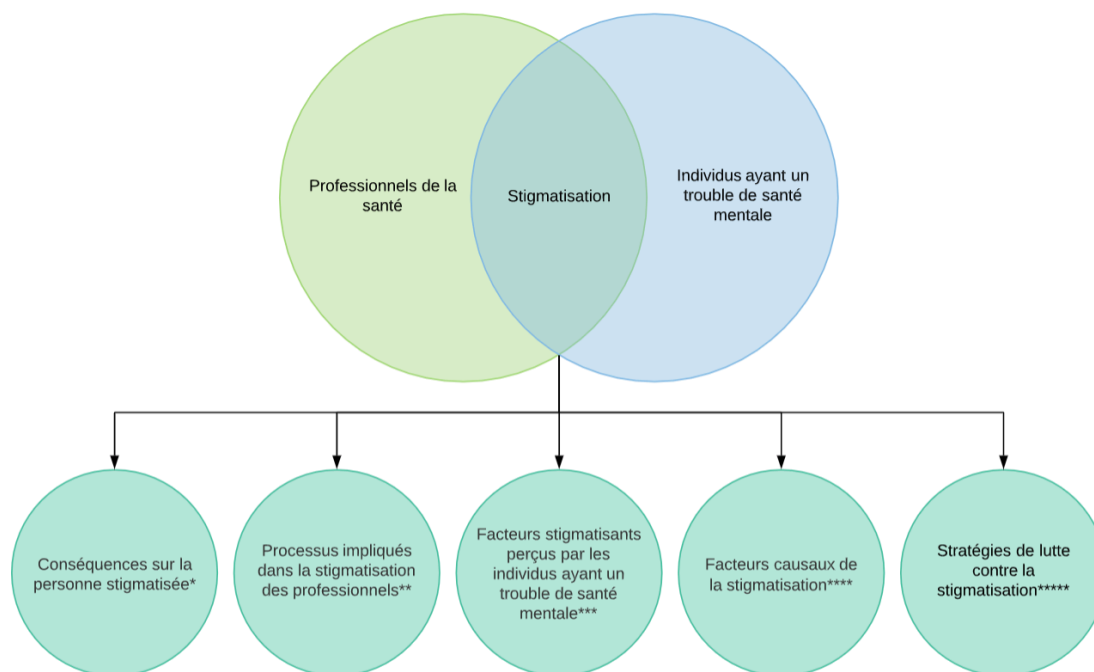 Professionnels de la
santé
Stigmatisation
Individus ayant un
trouble de santé
mentale
Conséquences sur la
personne stigmatisée*
Processus impliqués
dans la stigmatisation
des professionnels**
Facteurs stigmatisants
perçus par les
individus ayant un
trouble de santé
mentale***
Facteurs causaux de
la stigmatisation****
Stratégies de lutte
contre la
stigmatisation*****